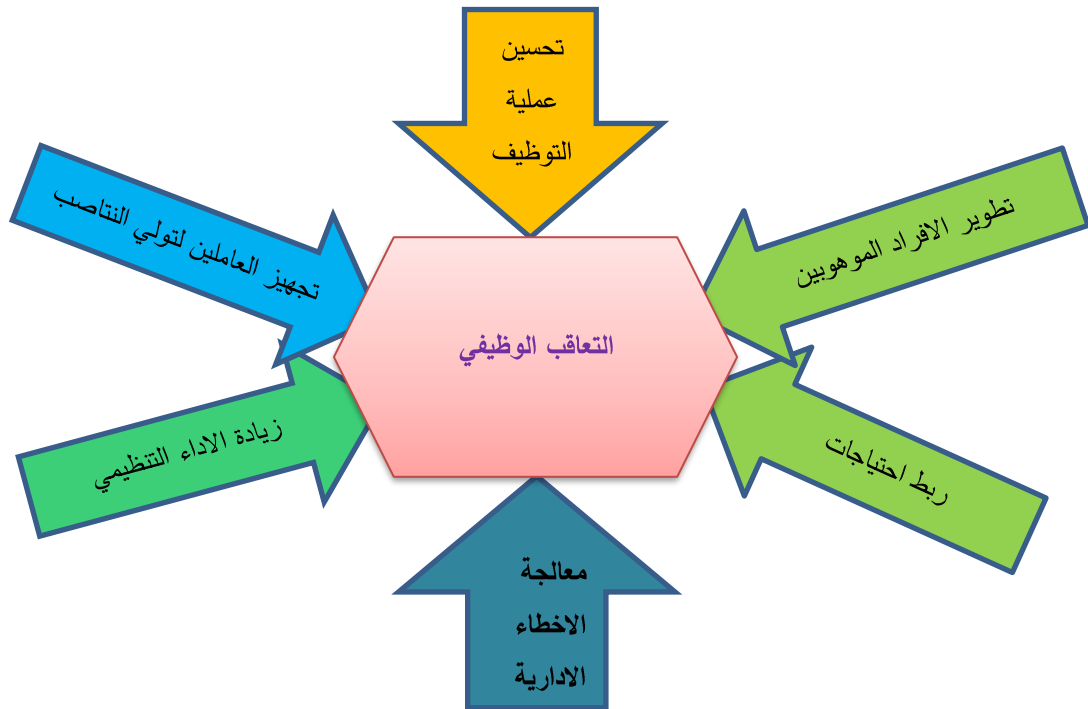 تحسين
عملية
التوظيف
تطوير الافراد الموهوبين
تجهيز العاملين لتولي النتاصب
التعاقب الوظيفي
زيادة الاداء التنظيمي
ربط احتياجات
معالجة
الاخطاء
الادارية